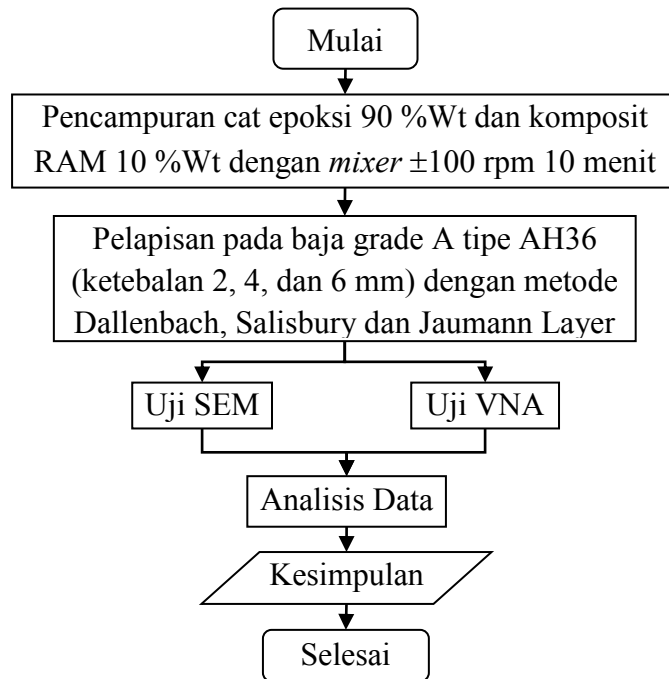 Mulai
Pencampuran cat epoksi 90 %Wt dan komposit
RAM 10 %Wt dengan mixer ±100 rpm 10 menit
Pelapisan pada baja grade A tipe AH36
(ketebalan 2, 4, dan 6 mm) dengan metode
Dallenbach, Salisbury dan Jaumann Layer
Uji SEM
Uji VNA
Analisis Data
Kesimpulan
Selesai